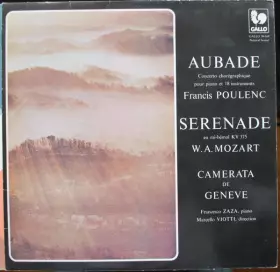 GALLO
AUBADE
Concerto chorégraphique
pour piano et 18 instruments
Francis POULENC
SERENADE
en mi-bémol KV 375
W. A. MOZART
CAMERATA
DE
GENEVE
Francesco ZAZA, piano
Marcello VIOTTI, direction